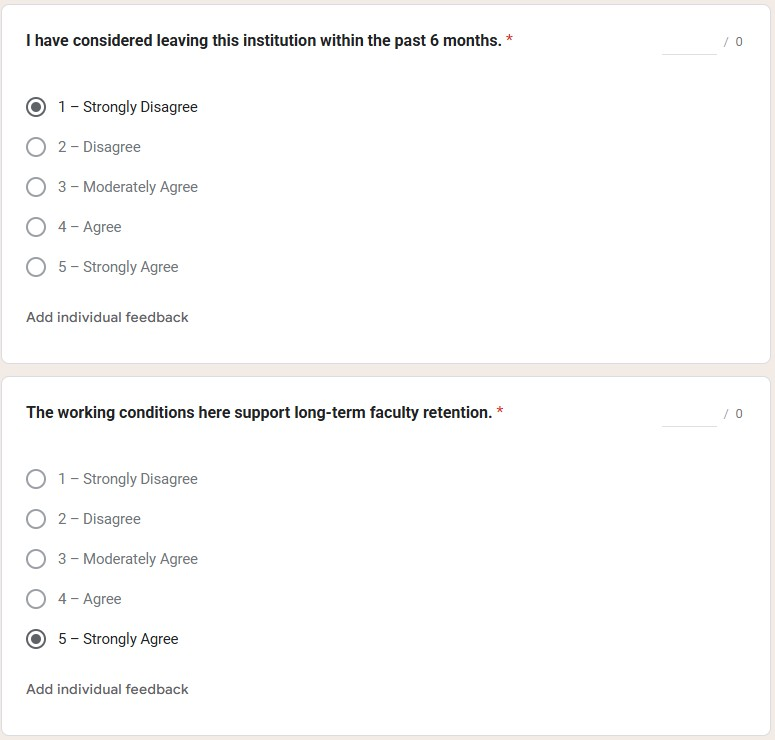 I have considered leaving this institution within the past 6 months. *
/ 0
1 – Strongly Disagree
2 – Disagree
3 – Moderately Agree
4 – Agree
5 – Strongly Agree
Add individual feedback
The working conditions here support long-term faculty retention. *
/ 0
1 – Strongly Disagree
2 – Disagree
3 – Moderately Agree
4 – Agree
5 – Strongly Agree
Add individual feedback